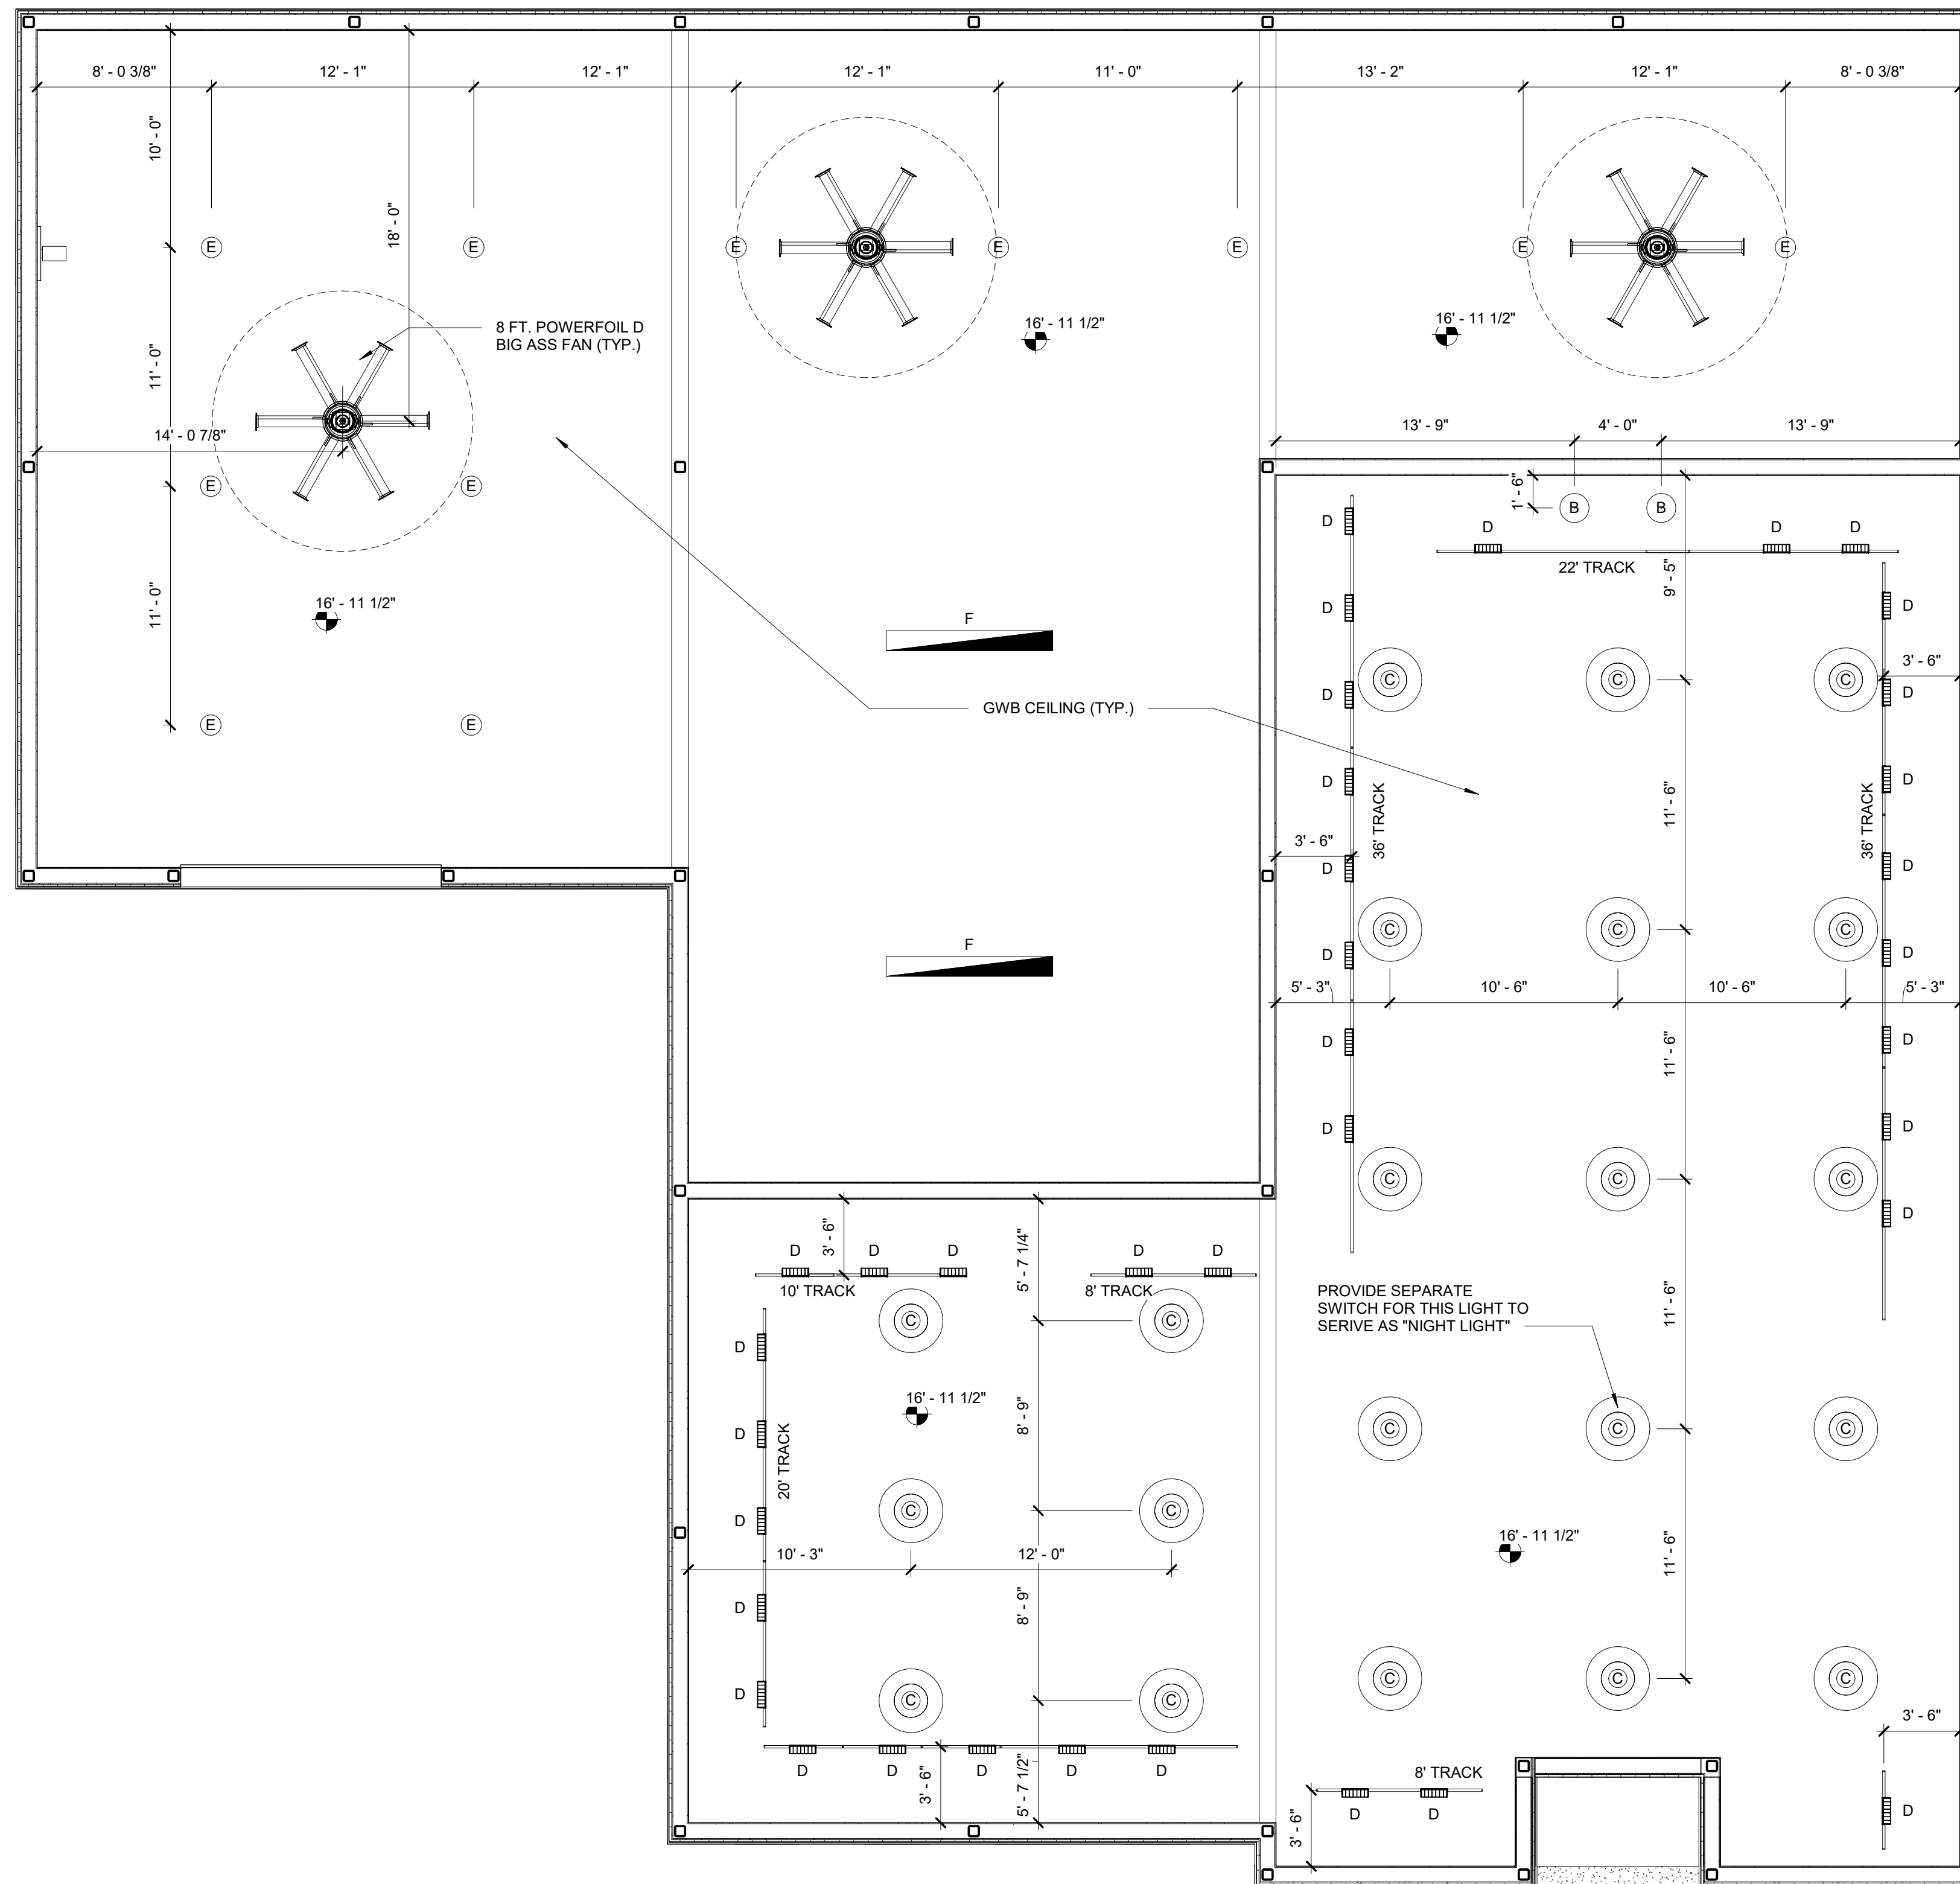 8' - 0 3/8"
12' - 1"
12' - 1"
12' - 1"
11' - 0"
13' - 2"
12' - 1"
8' - 0 3/8"
10' - 0"
18' - 0"
E
E
E
E
E
E
E
8 FT. POWERFOIL D
BIG ASS FAN (TYP.)
16' - 11 1/2"
16' - 11 1/2"
11' - 0"
14' - 0 7/8"
13' - 9"
4' - 0"
13' - 9"
E
E
1' - 6"
B
B
D
D
D
D
22' TRACK
9' - 5"
11' - 0"
16' - 11 1/2"
D
D
F
C
C
C
3' - 6"
D
D
GWB CEILING (TYP.)
E
E
D
D
36' TRACK
11' - 6"
36' TRACK
3' - 6"
D
D
C
C
C
F
D
D
5' - 3"
10' - 6"
10' - 6"
5' - 3"
D
11' - 6"
D
D
D
C
C
C
D
3' - 6"
5' - 7 1/4"
D
D
D
D
D
10' TRACK
8' TRACK
PROVIDE SEPARATE
SWITCH FOR THIS LIGHT TO
SERIVE AS "NIGHT LIGHT"
11' - 6"
C
C
D
16' - 11 1/2"
8' - 9"
D
20' TRACK
C
C
C
C
C
D
16' - 11 1/2"
11' - 6"
10' - 3"
12' - 0"
D
8' - 9"
D
C
C
C
C
C
3' - 6"
D
D
D
D
D
3' - 6"
5' - 7 1/2"
8' TRACK
D
D
D
3' - 6"